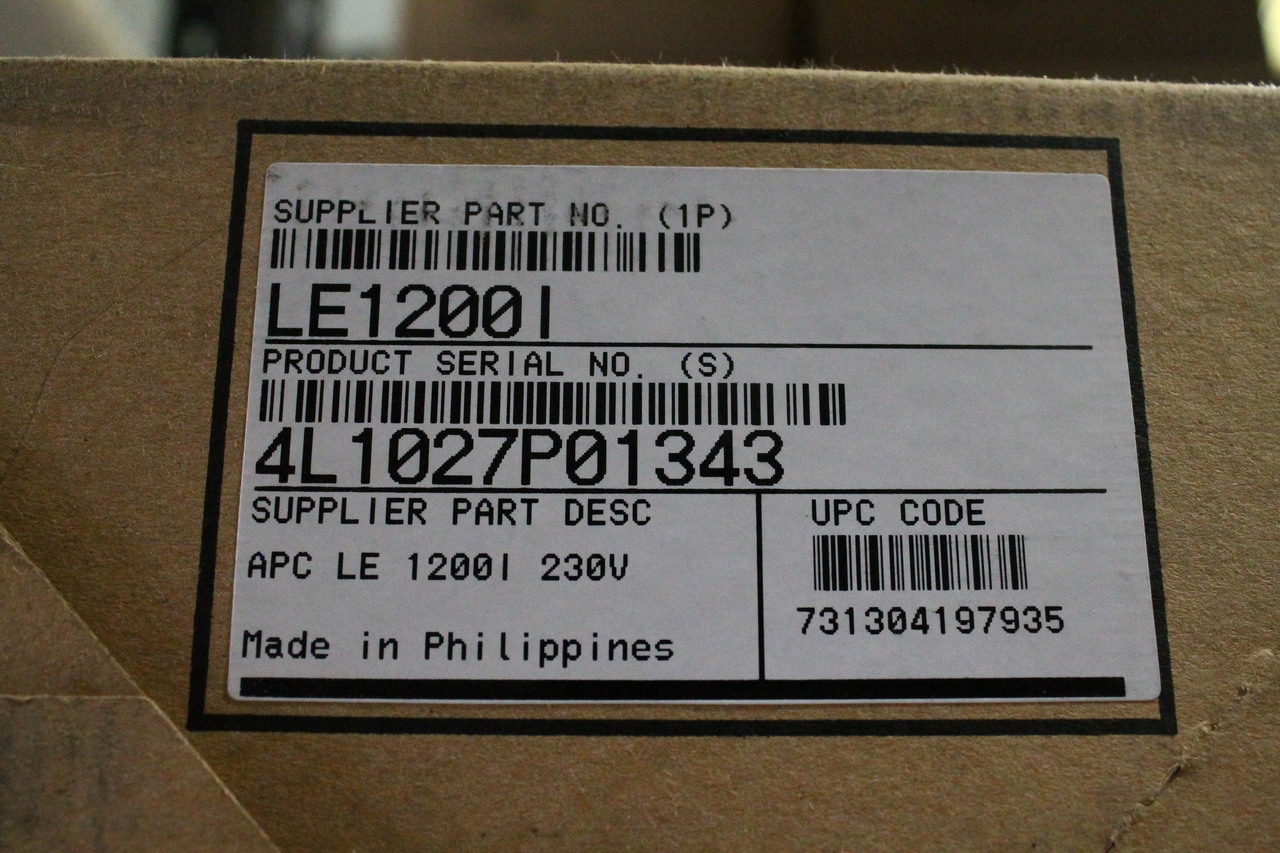 SUPPLIER PART NO. (1P)
LE1200I
PRODUCT SERIAL NO. (S)
4L1027P01343
SUPPLIER PART DESC
APC LE 1200I 230V
Made in Philippines
UPC CODE
731304197935